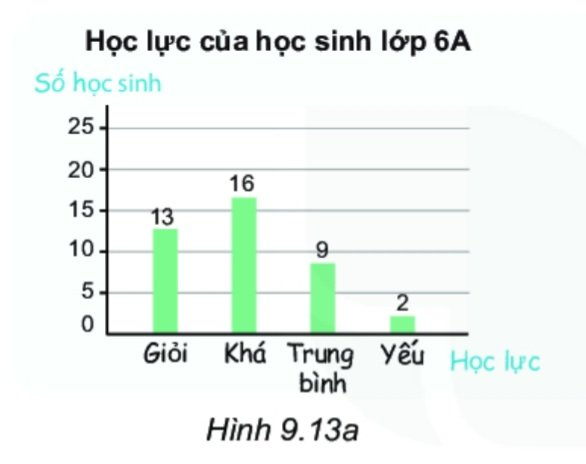 Học lực của học sinh lớp 6A
Số học sinh
25
20
15
10
5
0
13
16
9
2
Giỏi Khá Trung bình Yếu
Học lực
Hình 9.13a